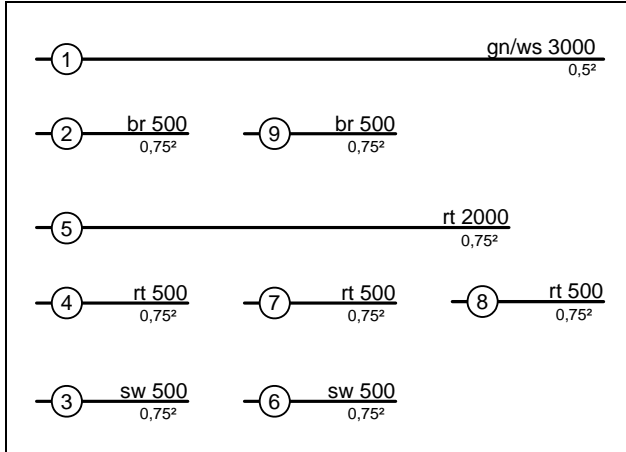 1 gn/ws 3000
0,5²
2 br 500 9 br 500
0,75² 0,75²
5 rt 2000
0,75²
4 rt 500 7 rt 500 8 rt 500
0,75² 0,75² 0,75²
3 sw 500 6 sw 500
0,75² 0,75²